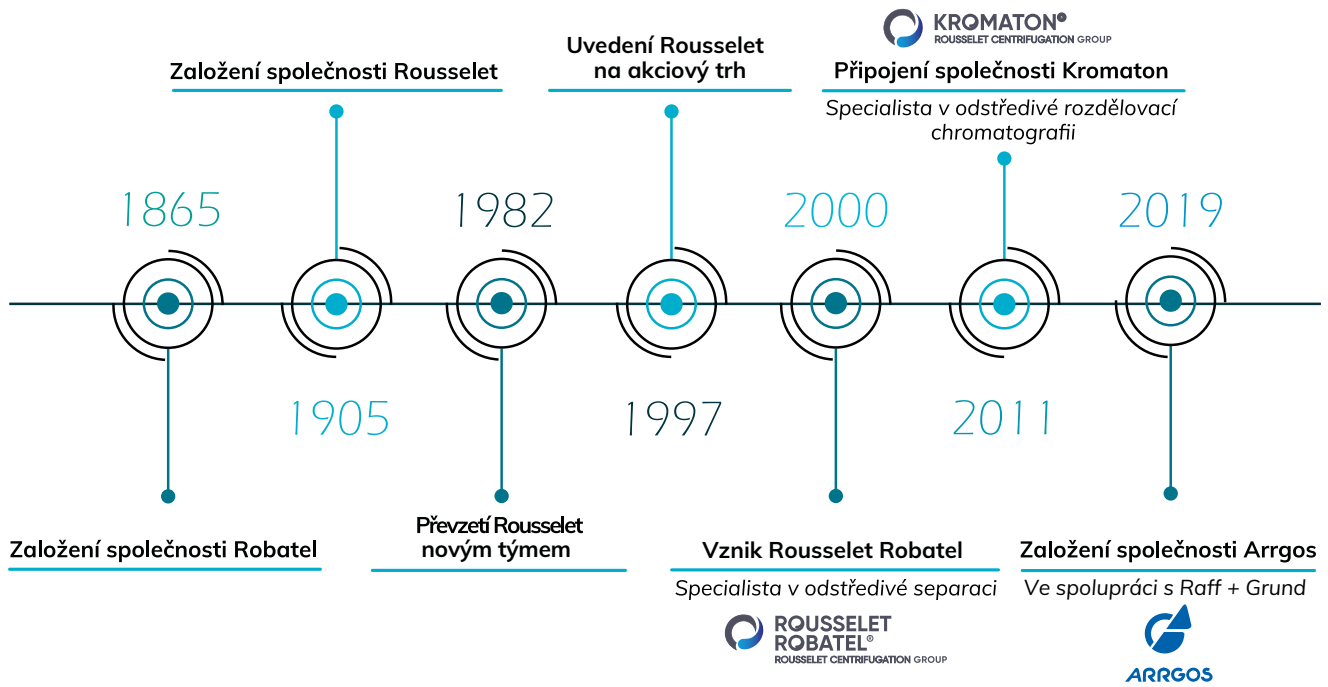 KROMATON®
ROUSSELET CENTRIFUGATION GROUP
Založení společnosti Rousselet
Uvedení Rousselet
na akciový trh
Připojení společnosti Kromaton
Specialista v odstředivé rozdělovací
chromatografii
1865
1982
2000
2019
1905
1997
2011
Založení společnosti Robatel
Převzetí Rousselet
novým týmem
Vznik Rousselet Robatel
Specialista v odstředivé separaci
ROUSSELET
ROBATEL®
ROUSSELET CENTRIFUGATION GROUP
Založení společnosti Arrgos
Ve spolupráci s Raff + Grund
ARRGOS